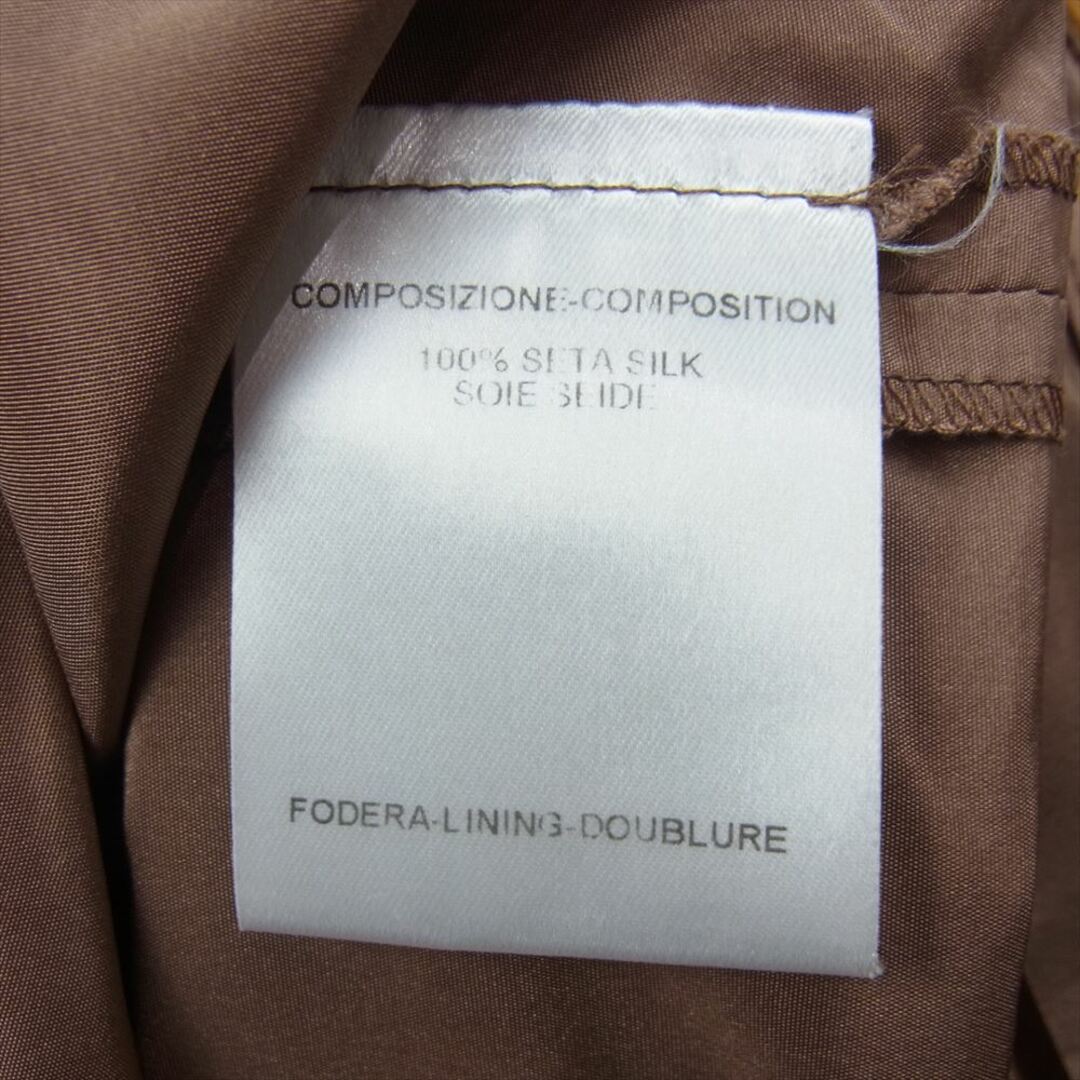 COMPOSIZIONE-COMPOSITION
100% SETA SILK
SOIE SEIDE
FODERA-LINING-DOUBLURE